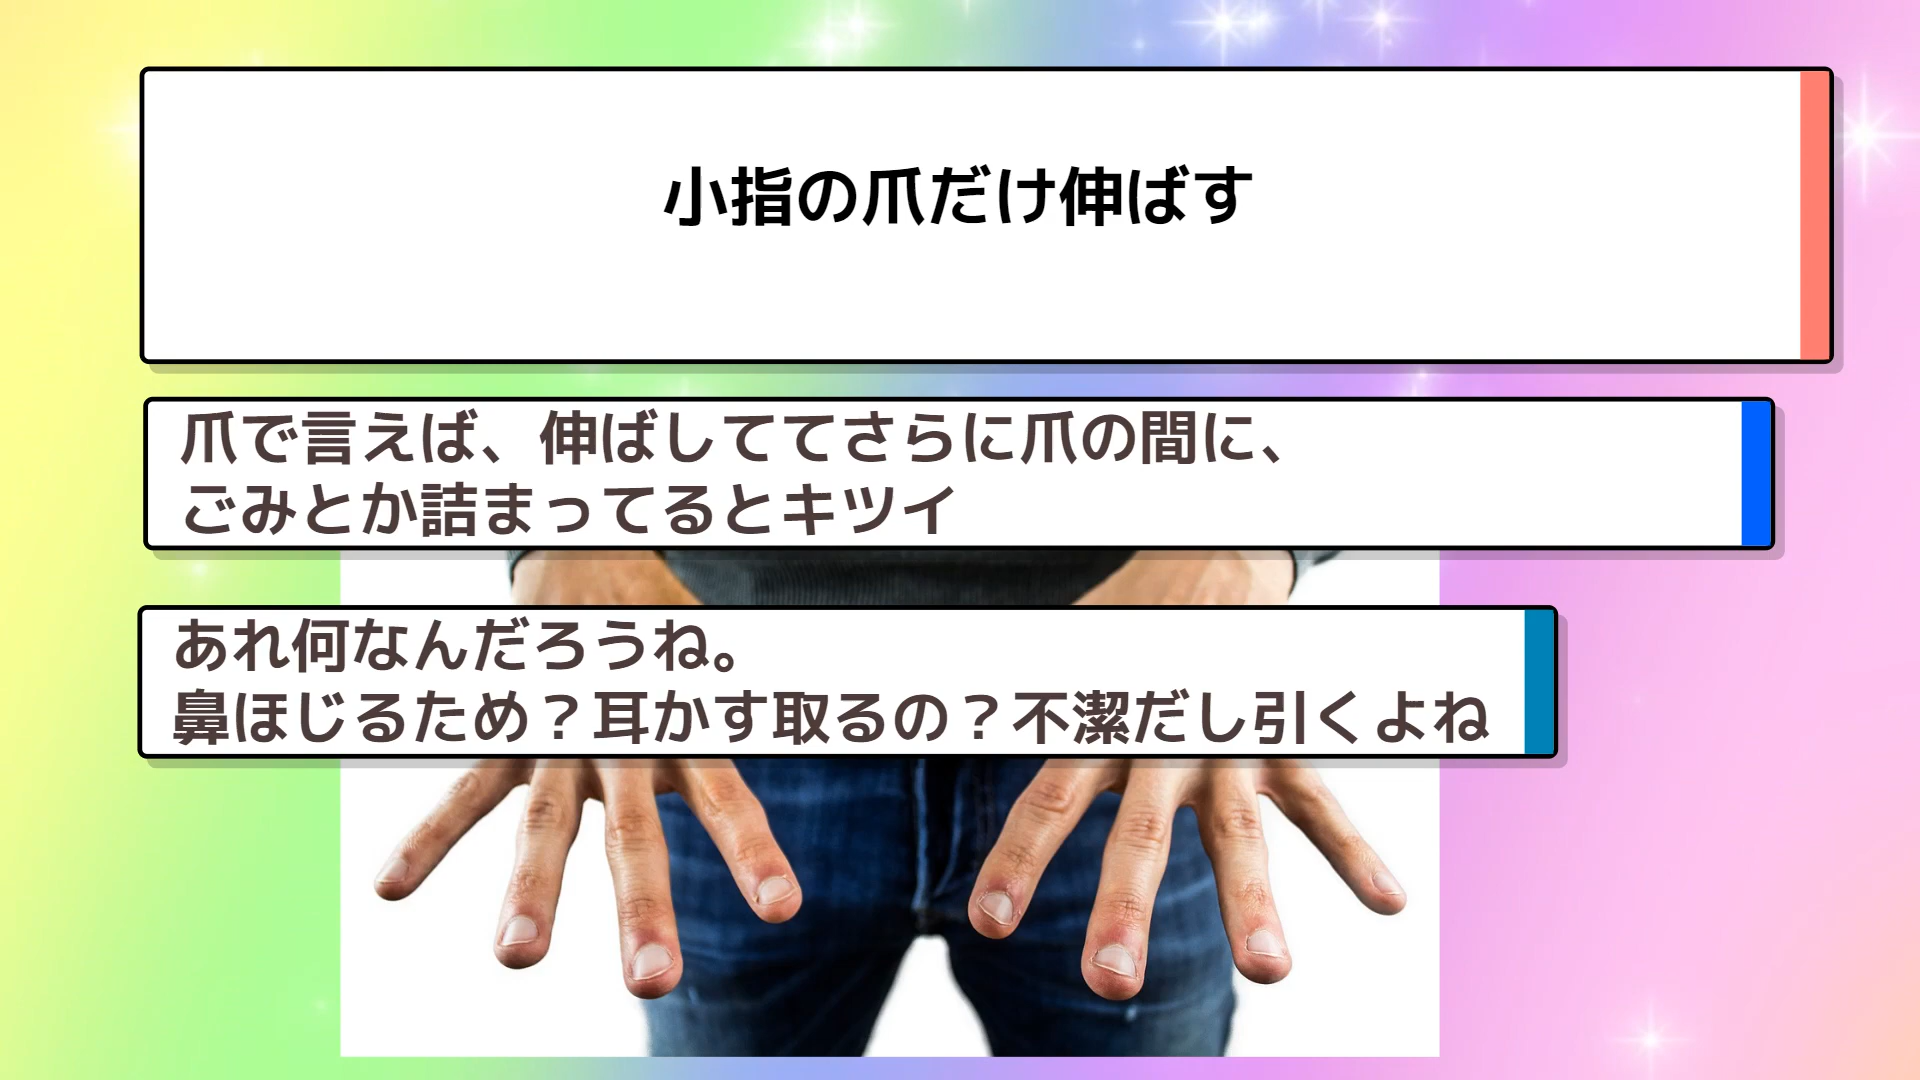 小指の爪だけ伸ばす
爪で言えば、伸ばしててさらに爪の間に、
ごみとか詰まってるとキツイ
あれ何なんだろうね。
鼻ほじるため？耳かす取るの？不潔だし引くよね